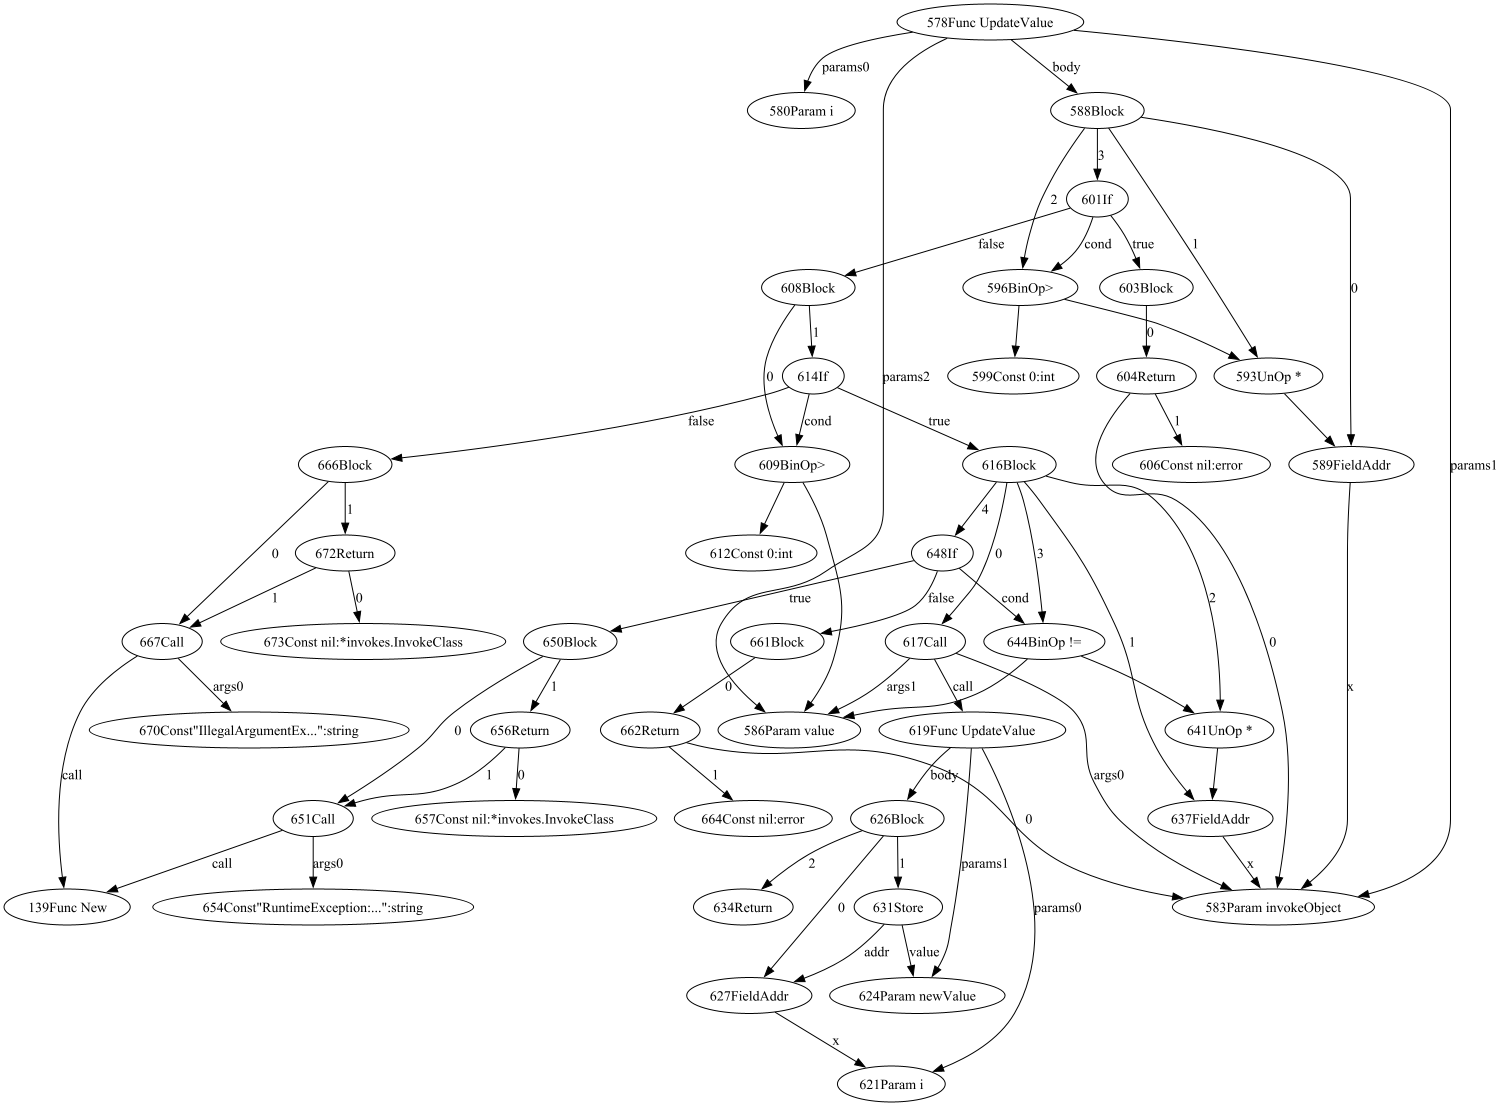 578Func UpdateValue
params0
body
580Param i
588Block
3
601If
2
1
false
cond
true
608Block
596BinOp>
603Block
0
1
0
599Const 0:int
604Return
593UnOp *
614If
0
params2
false
cond
true
1
666Block
609BinOp>
616Block
606Const nil:error
589FieldAddr
params1
1
4
612Const 0:int
672Return
648If
0
0
3
1
0
true
false
cond
2
667Call
673Const nil:*invokes.InvokeClass
650Block
661Block
617Call
644BinOp !=
1
0
args0
1
0
args1
call
x
670Const"IllegalArgumentEx...":string
0
656Return
662Return
586Param value
619Func UpdateValue
641UnOp *
call
1
0
1
body
args0
651Call
657Const nil:*invokes.InvokeClass
664Const nil:error
626Block
0
637FieldAddr
call
args0
2
1
params1
x
139Func New
654Const"RuntimeException:...":string
634Return
0
631Store
params0
583Param invokeObject
addr
value
627FieldAddr
624Param newValue
x
621Param i